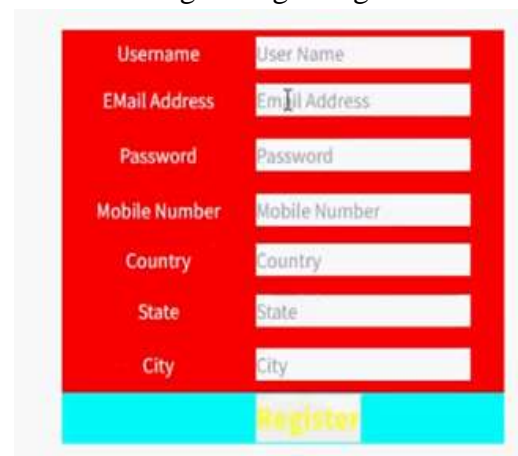 Username User Name
EMail Address Email Address
Password Password
Mobile Number Mobile Number
Country Country
State State
City City
Register